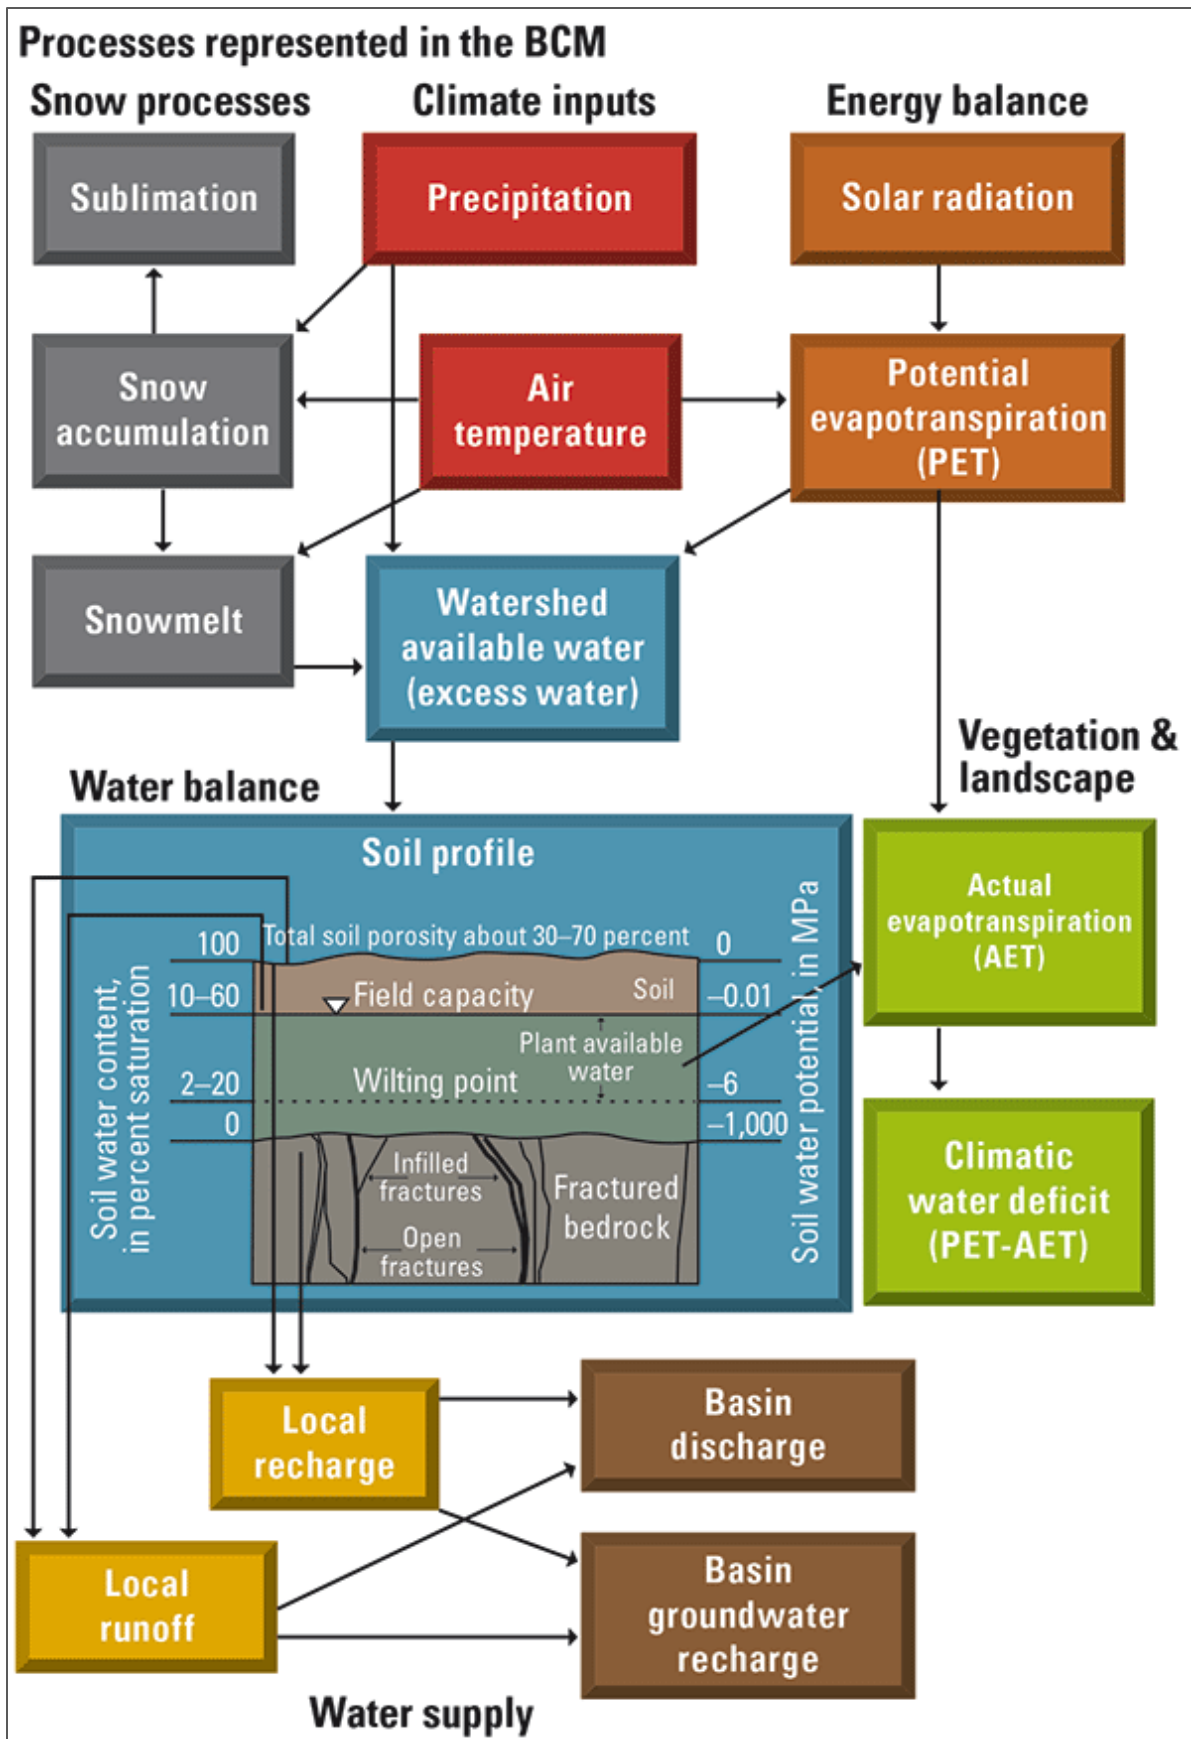 Processes represented in the BCM
Snow processes
Climate inputs
Energy balance
Sublimation
Precipitation
Solar radiation
Snow
accumulation
Air
temperature
Potential
evapotranspiration
(PET)
Snowmelt
Watershed
available water
(excess water)
Vegetation &
landscape
Water balance
Soil profile
Soil water content,
in percent saturation
100
10–60
2–20
0
Total soil porosity about 30–70 percent
Field capacity
Soil
Plant available
water
Wilting point
Infilled
fractures
Open
fractures
Fractured
bedrock
0
–0.01
–6
–1,000
Soil water potential, in MPa
Actual
evapotranspiration
(AET)
Climatic
water deficit
(PET-AET)
Local
recharge
Basin
discharge
Local
runoff
Basin
groundwater
recharge
Water supply